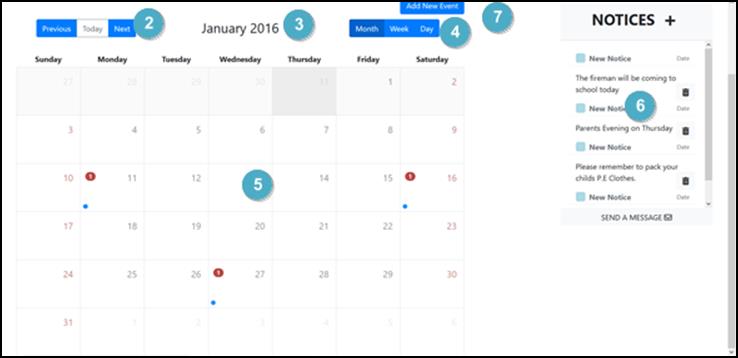 Add New Event
7
NOTICES +
Previous Today Next
2
January 2016
3
Month Week Day
4
Sunday Monday Tuesday Wednesday Thursday Friday Saturday
27 28 29 30 31 1 2
3 4 5 6 7 8 9
10 1 11 12 5 13 14 15 1 16
17 18 19 20 21 22 23
24 25 26 1 27 28 29 30
31 1 2 3 4 5 6
New Notice Date
The fireman will be coming to
school today
New Notice 6 Date
Parents Evening on Thursday
New Notice Date
Please remember to pack your
childs P.E Clothes.
New Notice Date
SEND A MESSAGE